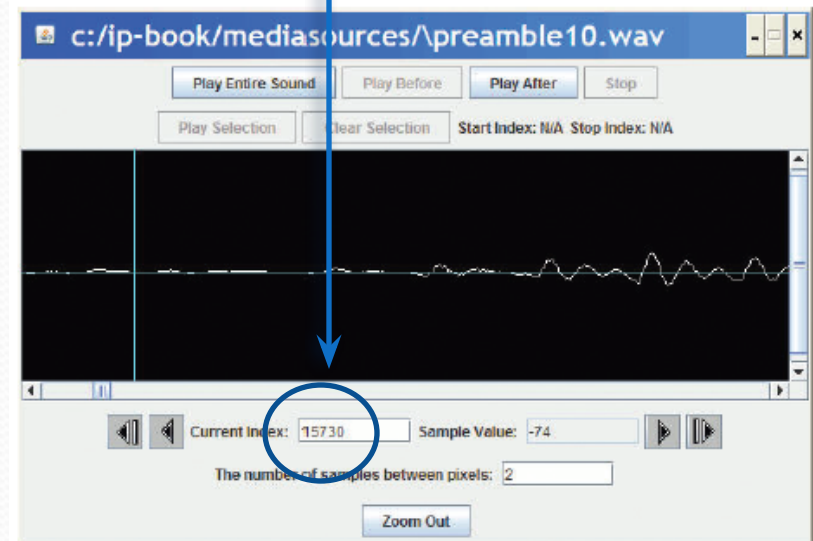 c:/ip-book/mediasources/\preamble10.wav
Play Entire Sound Play Before Play After Stop
Play Selection Clear Selection Start Index: N/A Stop Index: N/A
Current Index: 15730 Sample Value: -74
The number of samples between pixels: 2
Zoom Out